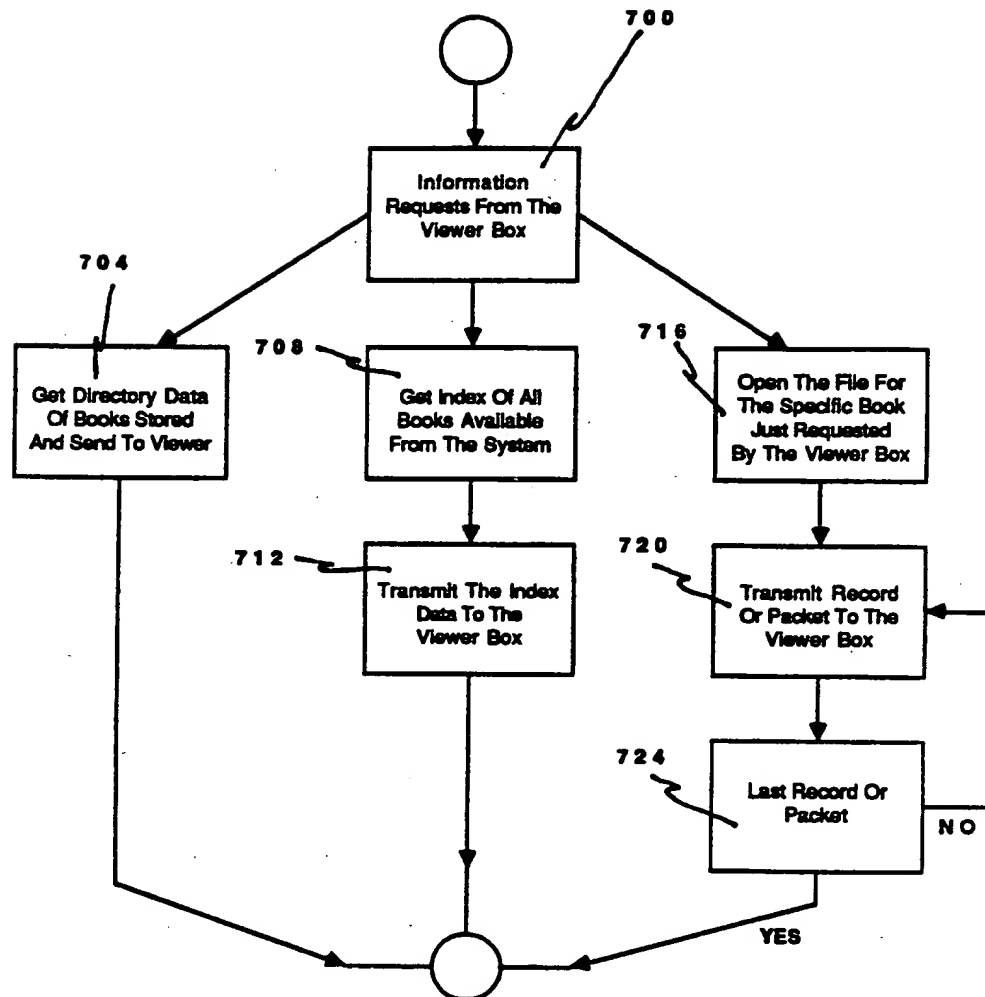 700
Information
Requests From The
Viewer Box
704
Get Directory Data
Of Books Stored
And Send To Viewer
708
Get Index Of All
Books Available
From The System
716
Open The File For
The Specific Book
Just Requested
By The Viewer Box
712
Transmit The Index
Data To The
Viewer Box
720
Transmit Record
Or Packet To The
Viewer Box
724
Last Record Or
Packet
NO
YES